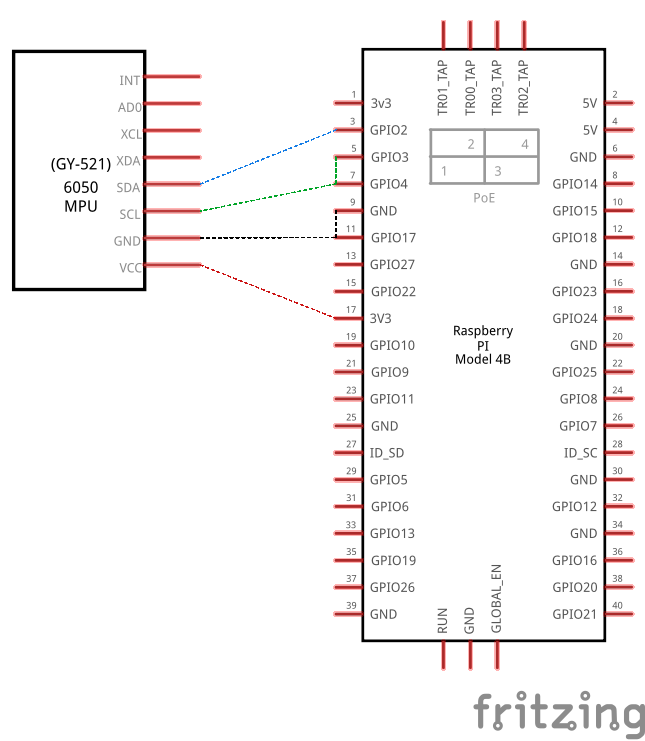 INT
AD0
XCL
XDA
SDA
SCL
GND
VCC
(GY-521)
6050
MPU
TR01_TAP
TR00_TAP
TR03_TAP
TR02_TAP
2 4
1 3
PoE
1 3v3
3 GPIO2
5 GPIO3
7 GPIO4
9 GND
11 GPIO17
13 GPIO27
15 GPIO22
17 3V3
19 GPIO10
21 GPIO9
23 GPIO11
25 GND
27 ID_SD
29 GPIO5
31 GPIO6
33 GPIO13
35 GPIO19
37 GPIO26
39 GND
Raspberry
PI
Model 4B
5V 2
5V 4
GND 6
GPIO14 8
GPIO15 10
GPIO18 12
GND 14
GPIO23 16
GPIO24 18
GND 20
GPIO25 22
GPIO8 24
GPIO7 26
ID_SC 28
GND 30
GPIO12 32
GND 34
GPIO16 36
GPIO20 38
GPIO21 40
RUN
GND
GLOBAL_EN
fritzing